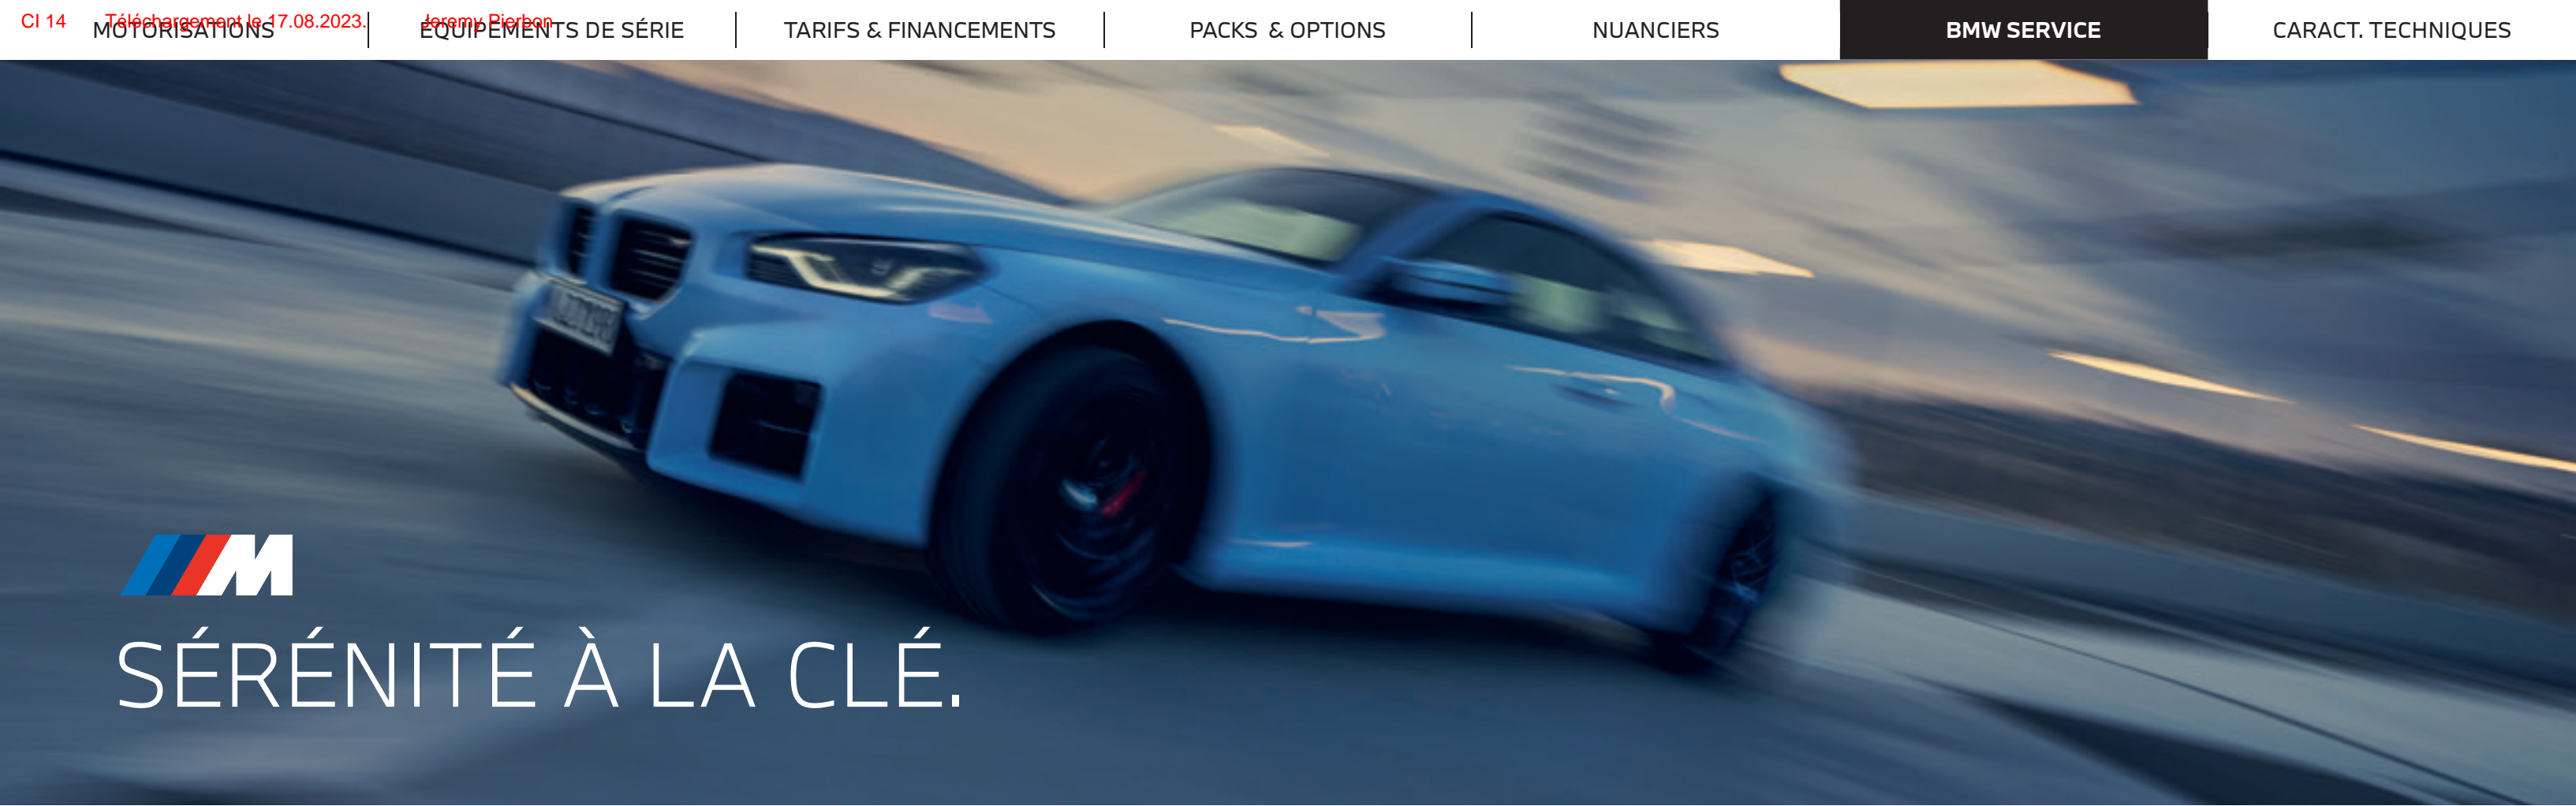 CI 14 Téléchargement le 17.08.2023. Jeremy Pierbon
MOTORISATIONS ÉQUIPEMENTS DE SÉRIE TARIFS & FINANCEMENTS PACKS & OPTIONS NUANCIERS BMW SERVICE CARACT. TECHNIQUES
M
SÉRÉNITÉ À LA CLÉ.